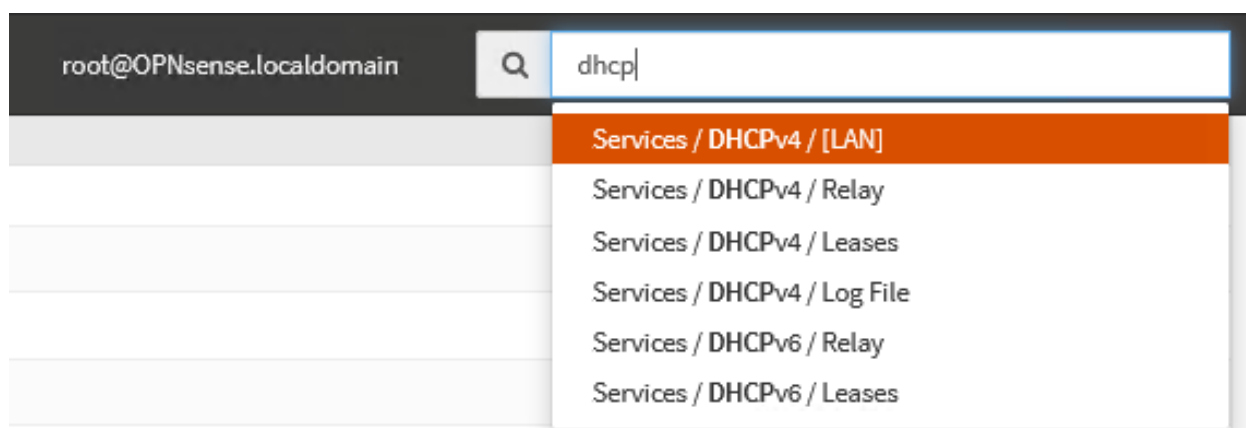 root@OPNsense.localdomain
dhcp
Services / DHCPv4 / [LAN]
Services / DHCPv4 / Relay
Services / DHCPv4 / Leases
Services / DHCPv4 / Log File
Services / DHCPv6 / Relay
Services / DHCPv6 / Leases